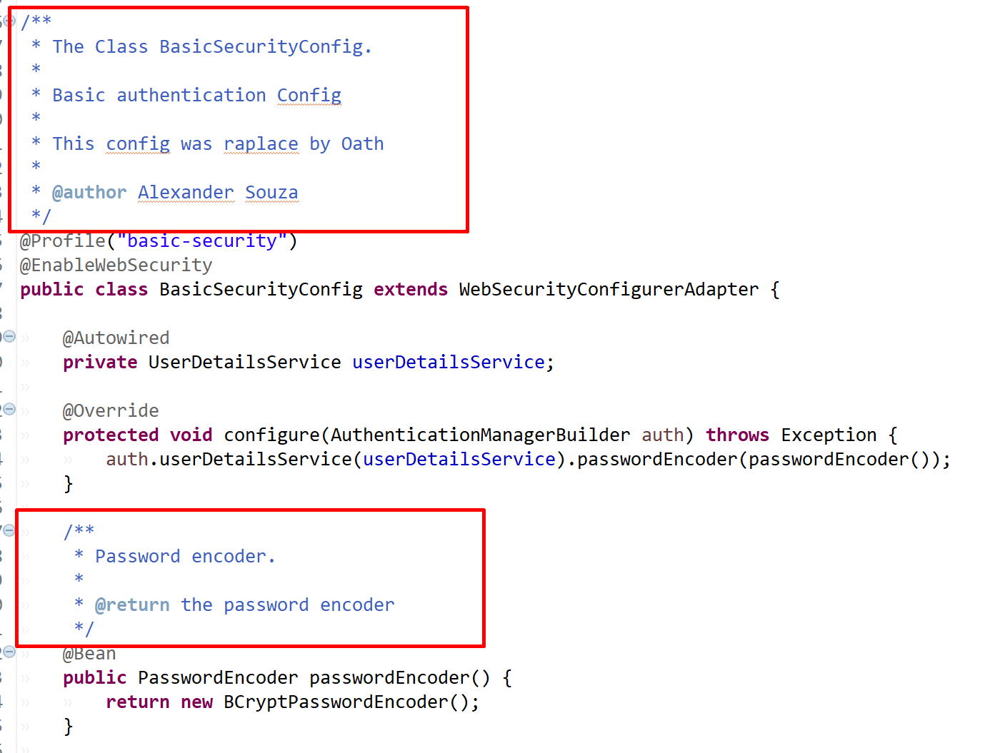 /**
* The Class BasicSecurityConfig.
*
* Basic authentication Config
*
* This config was raplace by Oath
*
* @author Alexander Souza
*/
@Profile("basic-security")
@EnableWebSecurity
public class BasicSecurityConfig extends WebSecurityConfigurerAdapter {
@Autowired
private UserDetailsService userDetailsService;
@Override
protected void configure(AuthenticationManagerBuilder auth) throws Exception {
auth.userDetailsService(userDetailsService).passwordEncoder(passwordEncoder());
}
/**
* Password encoder.
*
* @return the password encoder
*/
@Bean
public PasswordEncoder passwordEncoder() {
return new BCryptPasswordEncoder();
}